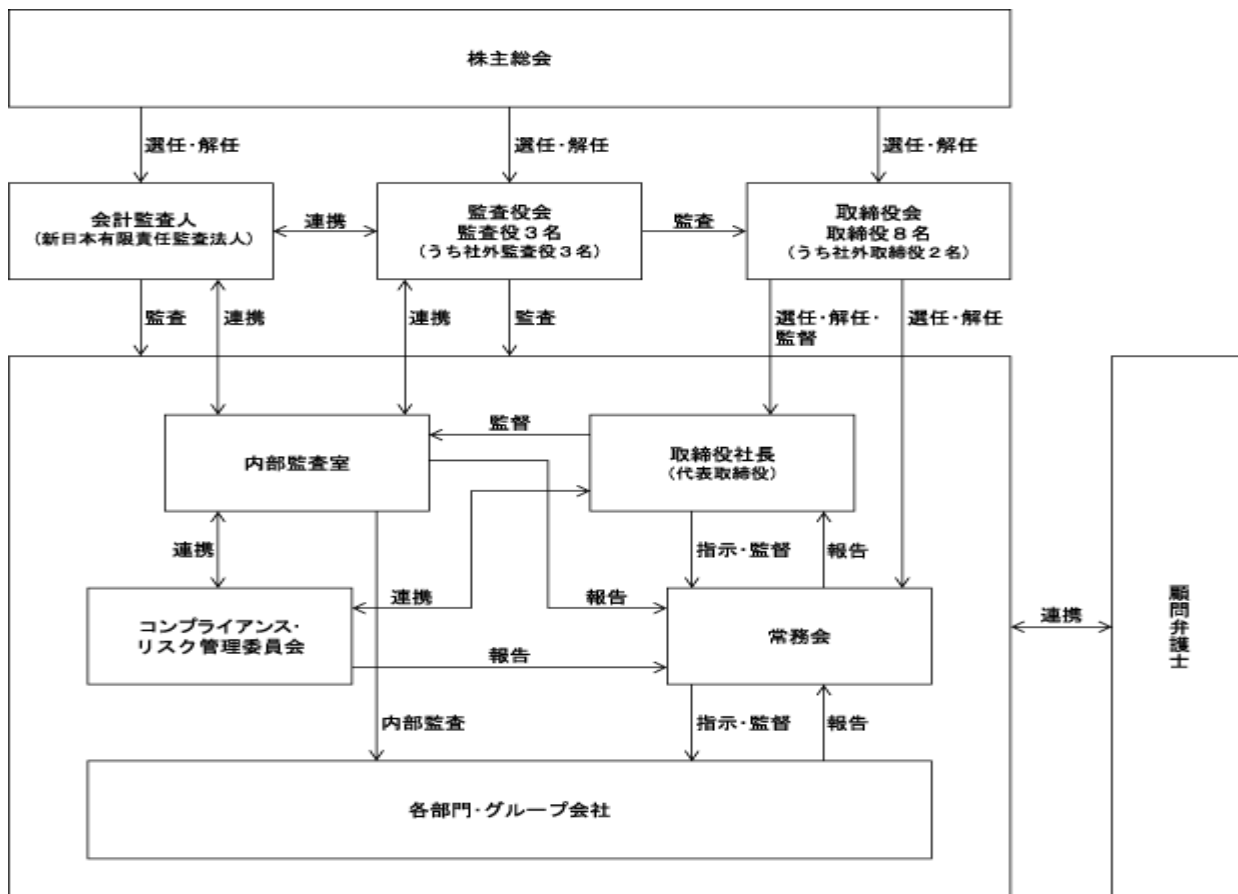 株主総会
選任・解任
選任・解任
選任・解任
会計監査人
(新日本有限責任監査法人)
連携
監査役会
監査役3名
(うち社外監査役3名)
監査
取締役会
取締役8名
(うち社外取締役2名)
監査
連携
連携
監査
選任・解任・
監督
選任・解任
内部監査室
監督
取締役社長
(代表取締役)
連携
指示・監督
報告
連携
報告
コンプライアンス・
リスク管理委員会
報告
常務会
連携
顧問弁護士
内部監査
指示・監督
報告
各部門・グループ会社